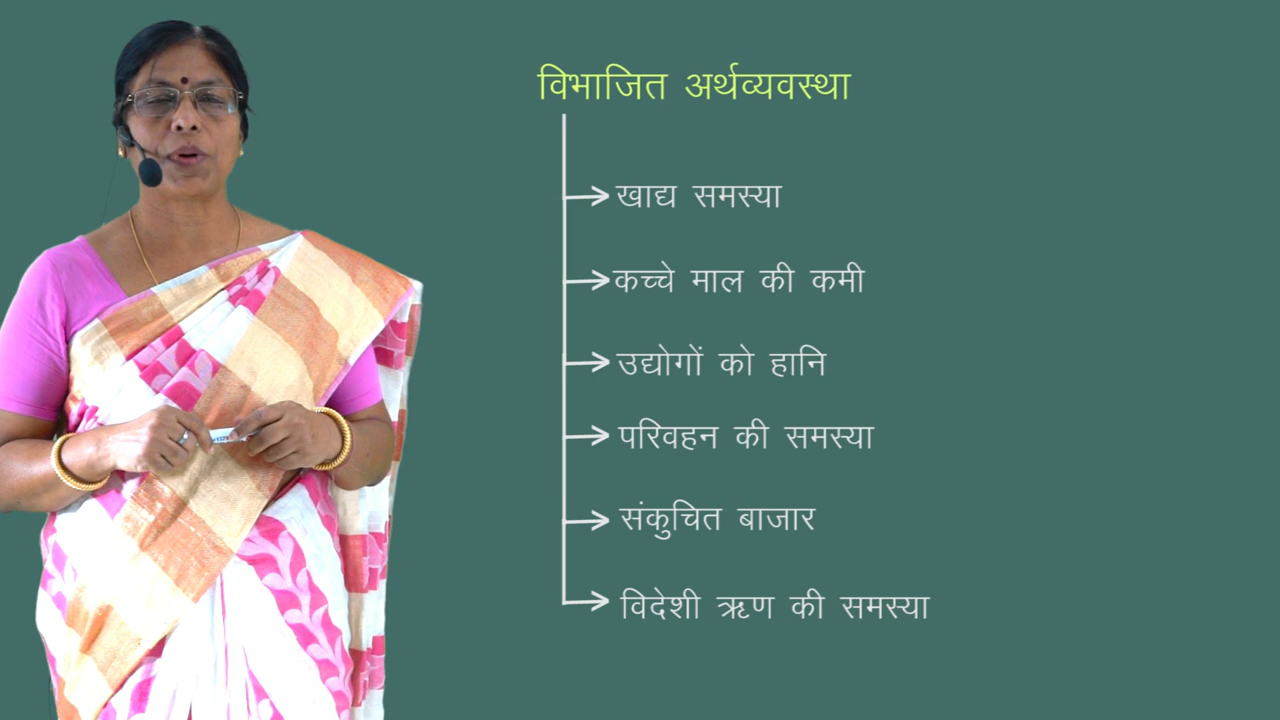 विभाजित अर्थव्यवस्था
खाद्य समस्या
कच्चे माल की कमी
उद्योगों को हानि
परिवहन की समस्या
संकुचित बाजार
विदेशी ऋण की समस्या